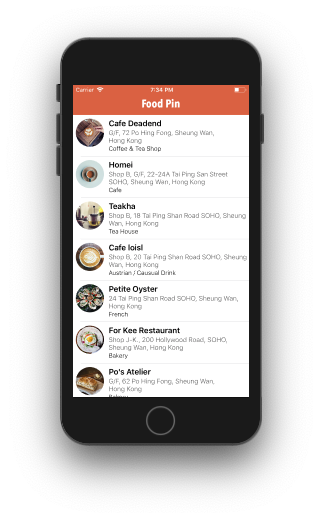 Carrier 7:34 PM
Food Pin
Cafe Deadend
G/F, 72 Po Hing Fong, Sheung Wan,
Hong Kong
Coffee & Tea Shop
Homei
Shop B, G/F, 22-24A Tai Ping San Street
SOHO, Sheung Wan, Hong Kong
Cafe
Teakha
Shop B, 18 Tai Ping Shan Road SOHO, Sheung
Wan, Hong Kong
Tea House
Cafe loisl
Shop B, 20 Tai Ping Shan Road SOHO, Sheung
Wan, Hong Kong
Austrian / Causual Drink
Petite Oyster
24 Tai Ping Shan Road SOHO, Sheung Wan,
Hong Kong
French
For Kee Restaurant
Shop J-K., 200 Hollywood Road, SOHO,
Sheung Wan, Hong Kong
Bakery
Po's Atelier
G/F, 62 Po Hing Fong, Sheung Wan,
Hong Kong
Bakery